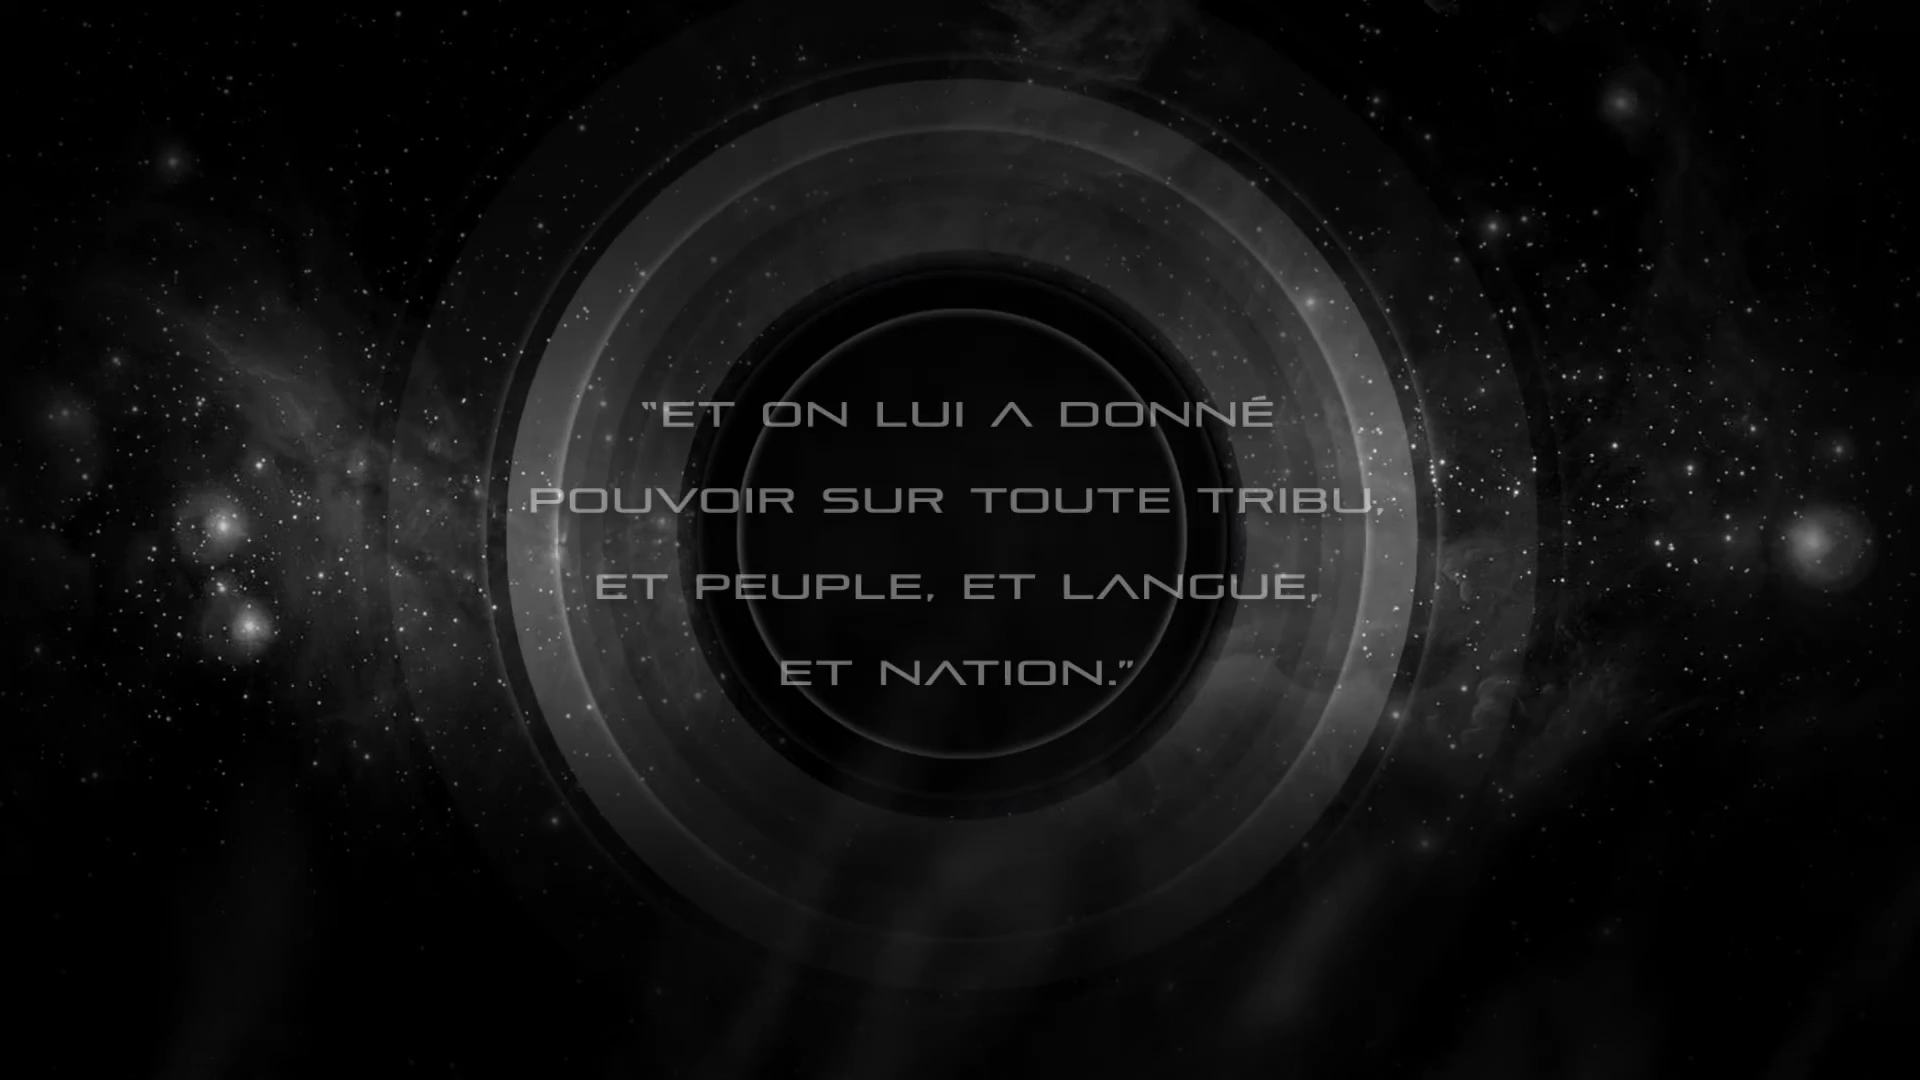 “ET ON LUI A DONNÉ
POUVOIR SUR TOUTE TRIBU,
ET PEUPLE, ET LANGUE,
ET NATION.”